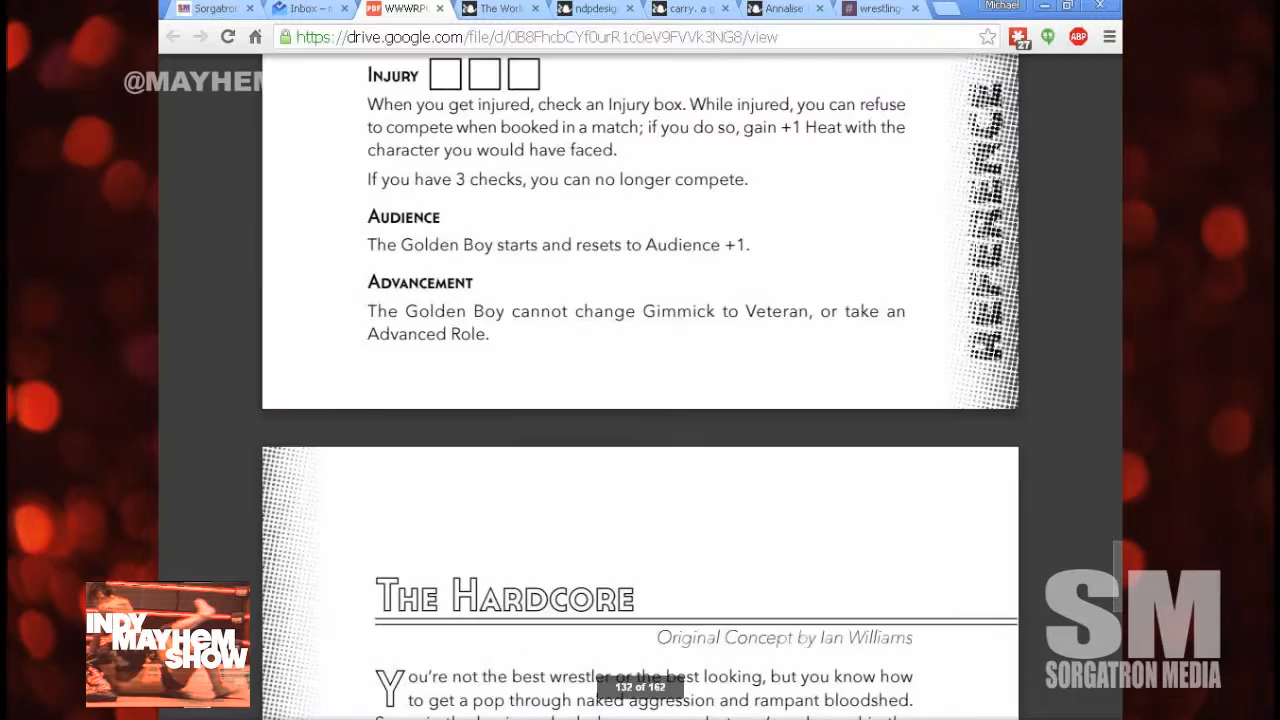 Sorgatron
Inbox – n
WWWRP
The World
ndpdesig
carry. a g
Annalise
wrestling-
Michael
https://drive.google.com/file/d/0B8FhcbCYf0urR1c0eV9FVVk3NG8/view
27
ABP
@MAYHEM
INJURY
When you get injured, check an Injury box. While injured, you can refuse
to compete when booked in a match; if you do so, gain +1 Heat with the
character you would have faced.
If you have 3 checks, you can no longer compete.
AUDIENCE
The Golden Boy starts and resets to Audience +1.
ADVANCEMENT
The Golden Boy cannot change Gimmick to Veteran, or take an
Advanced Role.
THE HARDCORE
Original Concept by Ian Williams
You're not the best wrestler or the best looking, but you know how
to get a pop through naked aggression and rampant bloodshed.
132 of 162
INDY
MAYHEM
SHOW
SM
SORGATRON MEDIA